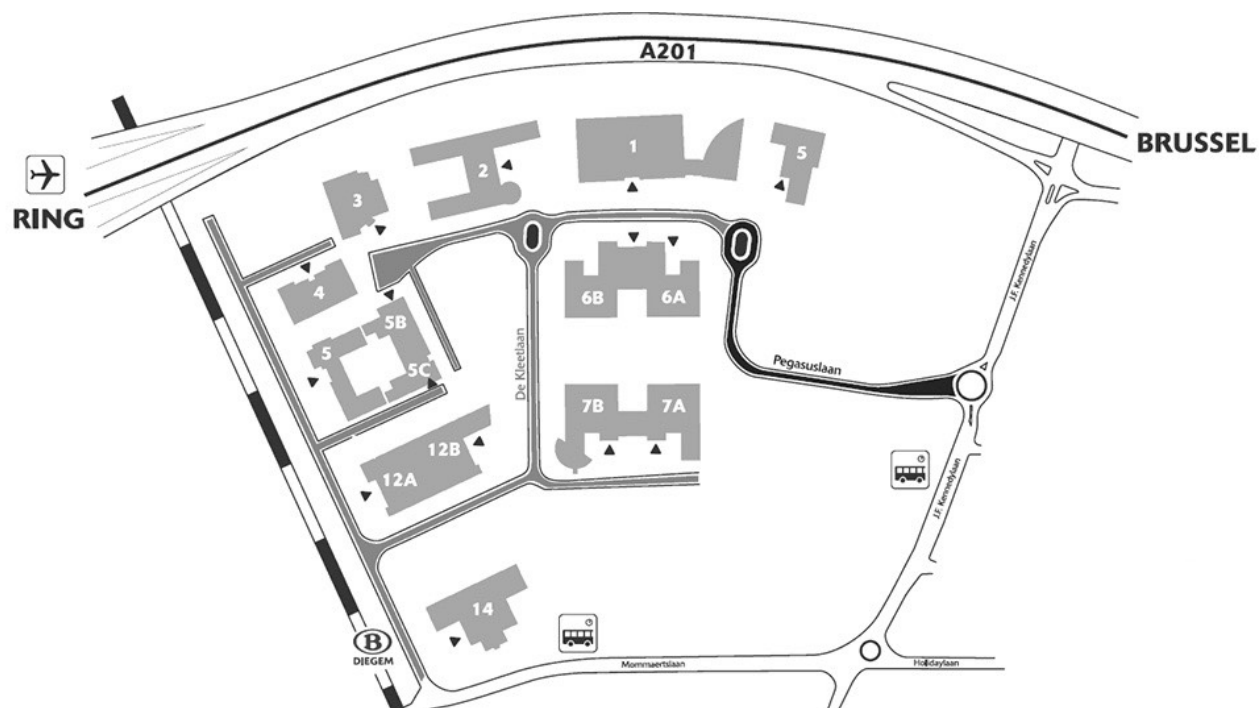 A201
BRUSSEL
RING
1
2
3
5
4
6B
6A
5B
5
5C
J.F. Kennedylaan
De Kleetlaan
Pegasuslaan
7B
7A
12B
12A
J.F. Kennedylaan
14
B
DIEGEM
Mommaertslaan
Holidaylaan